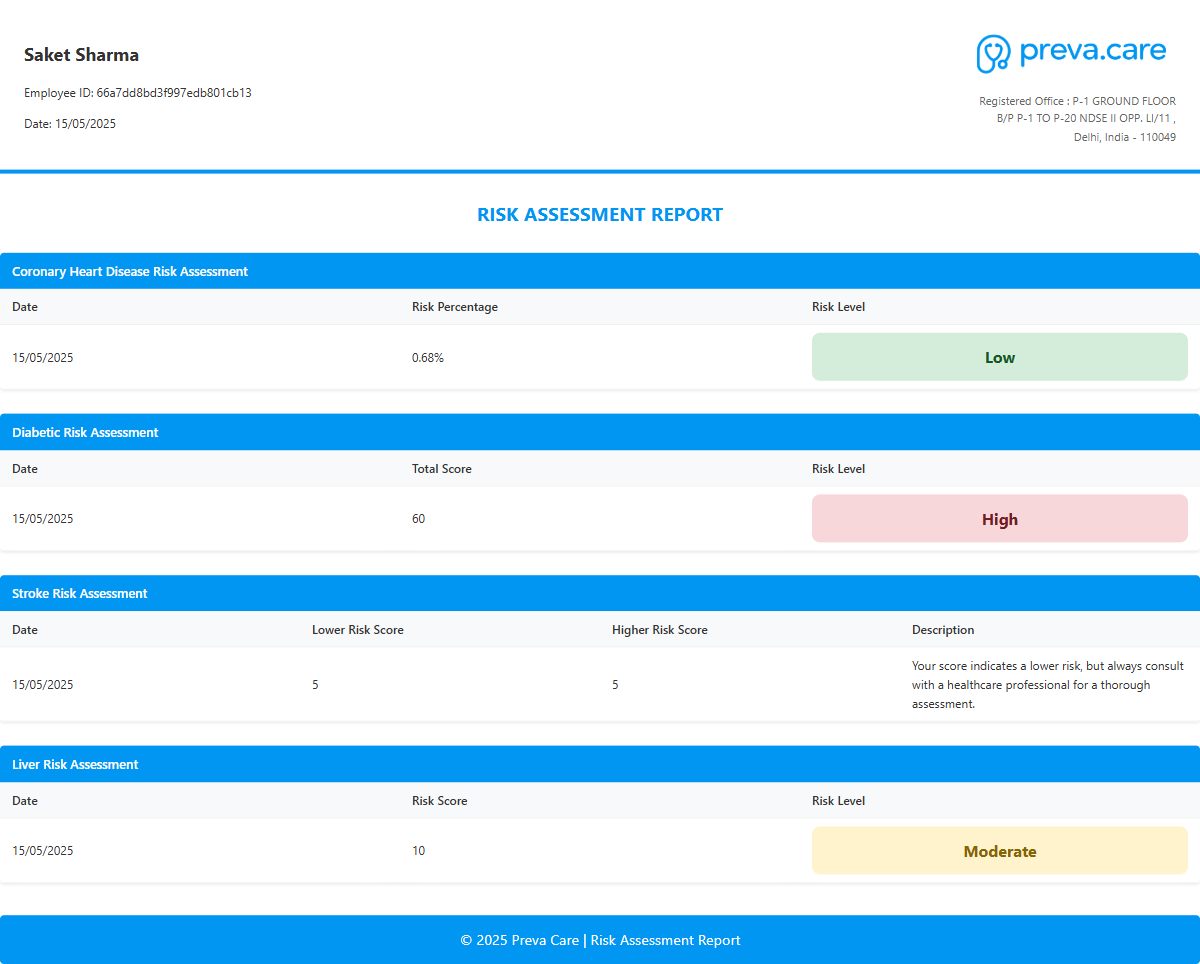 Saket Sharma
Employee ID: 66a7dd8bd3f997edb801cb13
Date: 15/05/2025
preva.care
Registered Office : P-1 GROUND FLOOR
B/P P-1 TO P-20 NDSE II OPP. LI/11 ,
Delhi, India - 110049
RISK ASSESSMENT REPORT
Coronary Heart Disease Risk Assessment
Date Risk Percentage Risk Level
15/05/2025 0.68% Low
Diabetic Risk Assessment
Date Total Score Risk Level
15/05/2025 60 High
Stroke Risk Assessment
Date Lower Risk Score Higher Risk Score Description
15/05/2025 5 5 Your score indicates a lower risk, but always consult
with a healthcare professional for a thorough
assessment.
Liver Risk Assessment
Date Risk Score Risk Level
15/05/2025 10 Moderate
© 2025 Preva Care | Risk Assessment Report